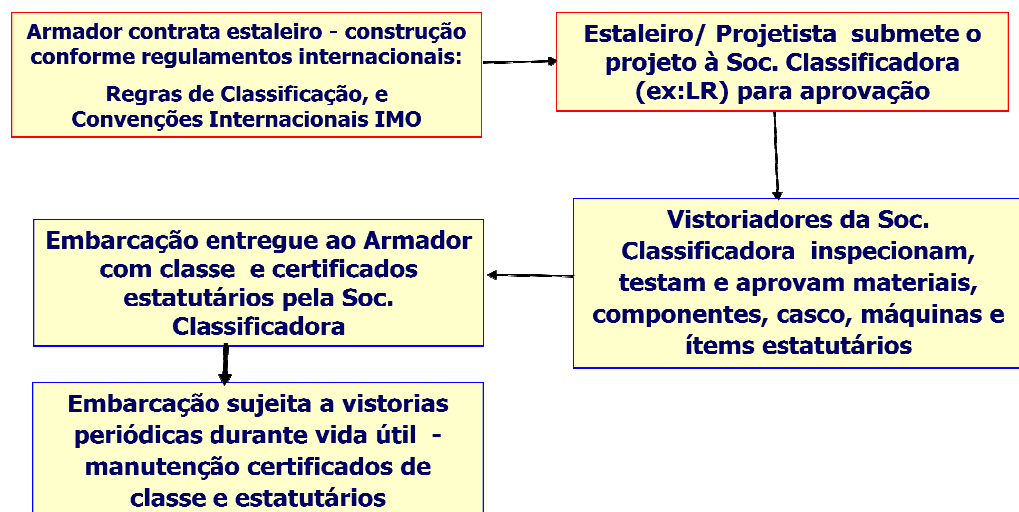 Armador contrata estaleiro - construção
conforme regulamentos internacionais:
Regras de Classificação, e
Convenções Internacionais IMO
Estaleiro/ Projetista submete o
projeto à Soc. Classificadora
(ex:LR) para aprovação
Vistoriadores da Soc.
Classificadora inspecionam,
testam e aprovam materiais,
componentes, casco, máquinas e
ítems estatutários
Embarcação entregue ao Armador
com classe e certificados
estatutários pela Soc.
Classificadora
Embarcação sujeita a vistorias
periódicas durante vida útil -
manutenção certificados de
classe e estatutários